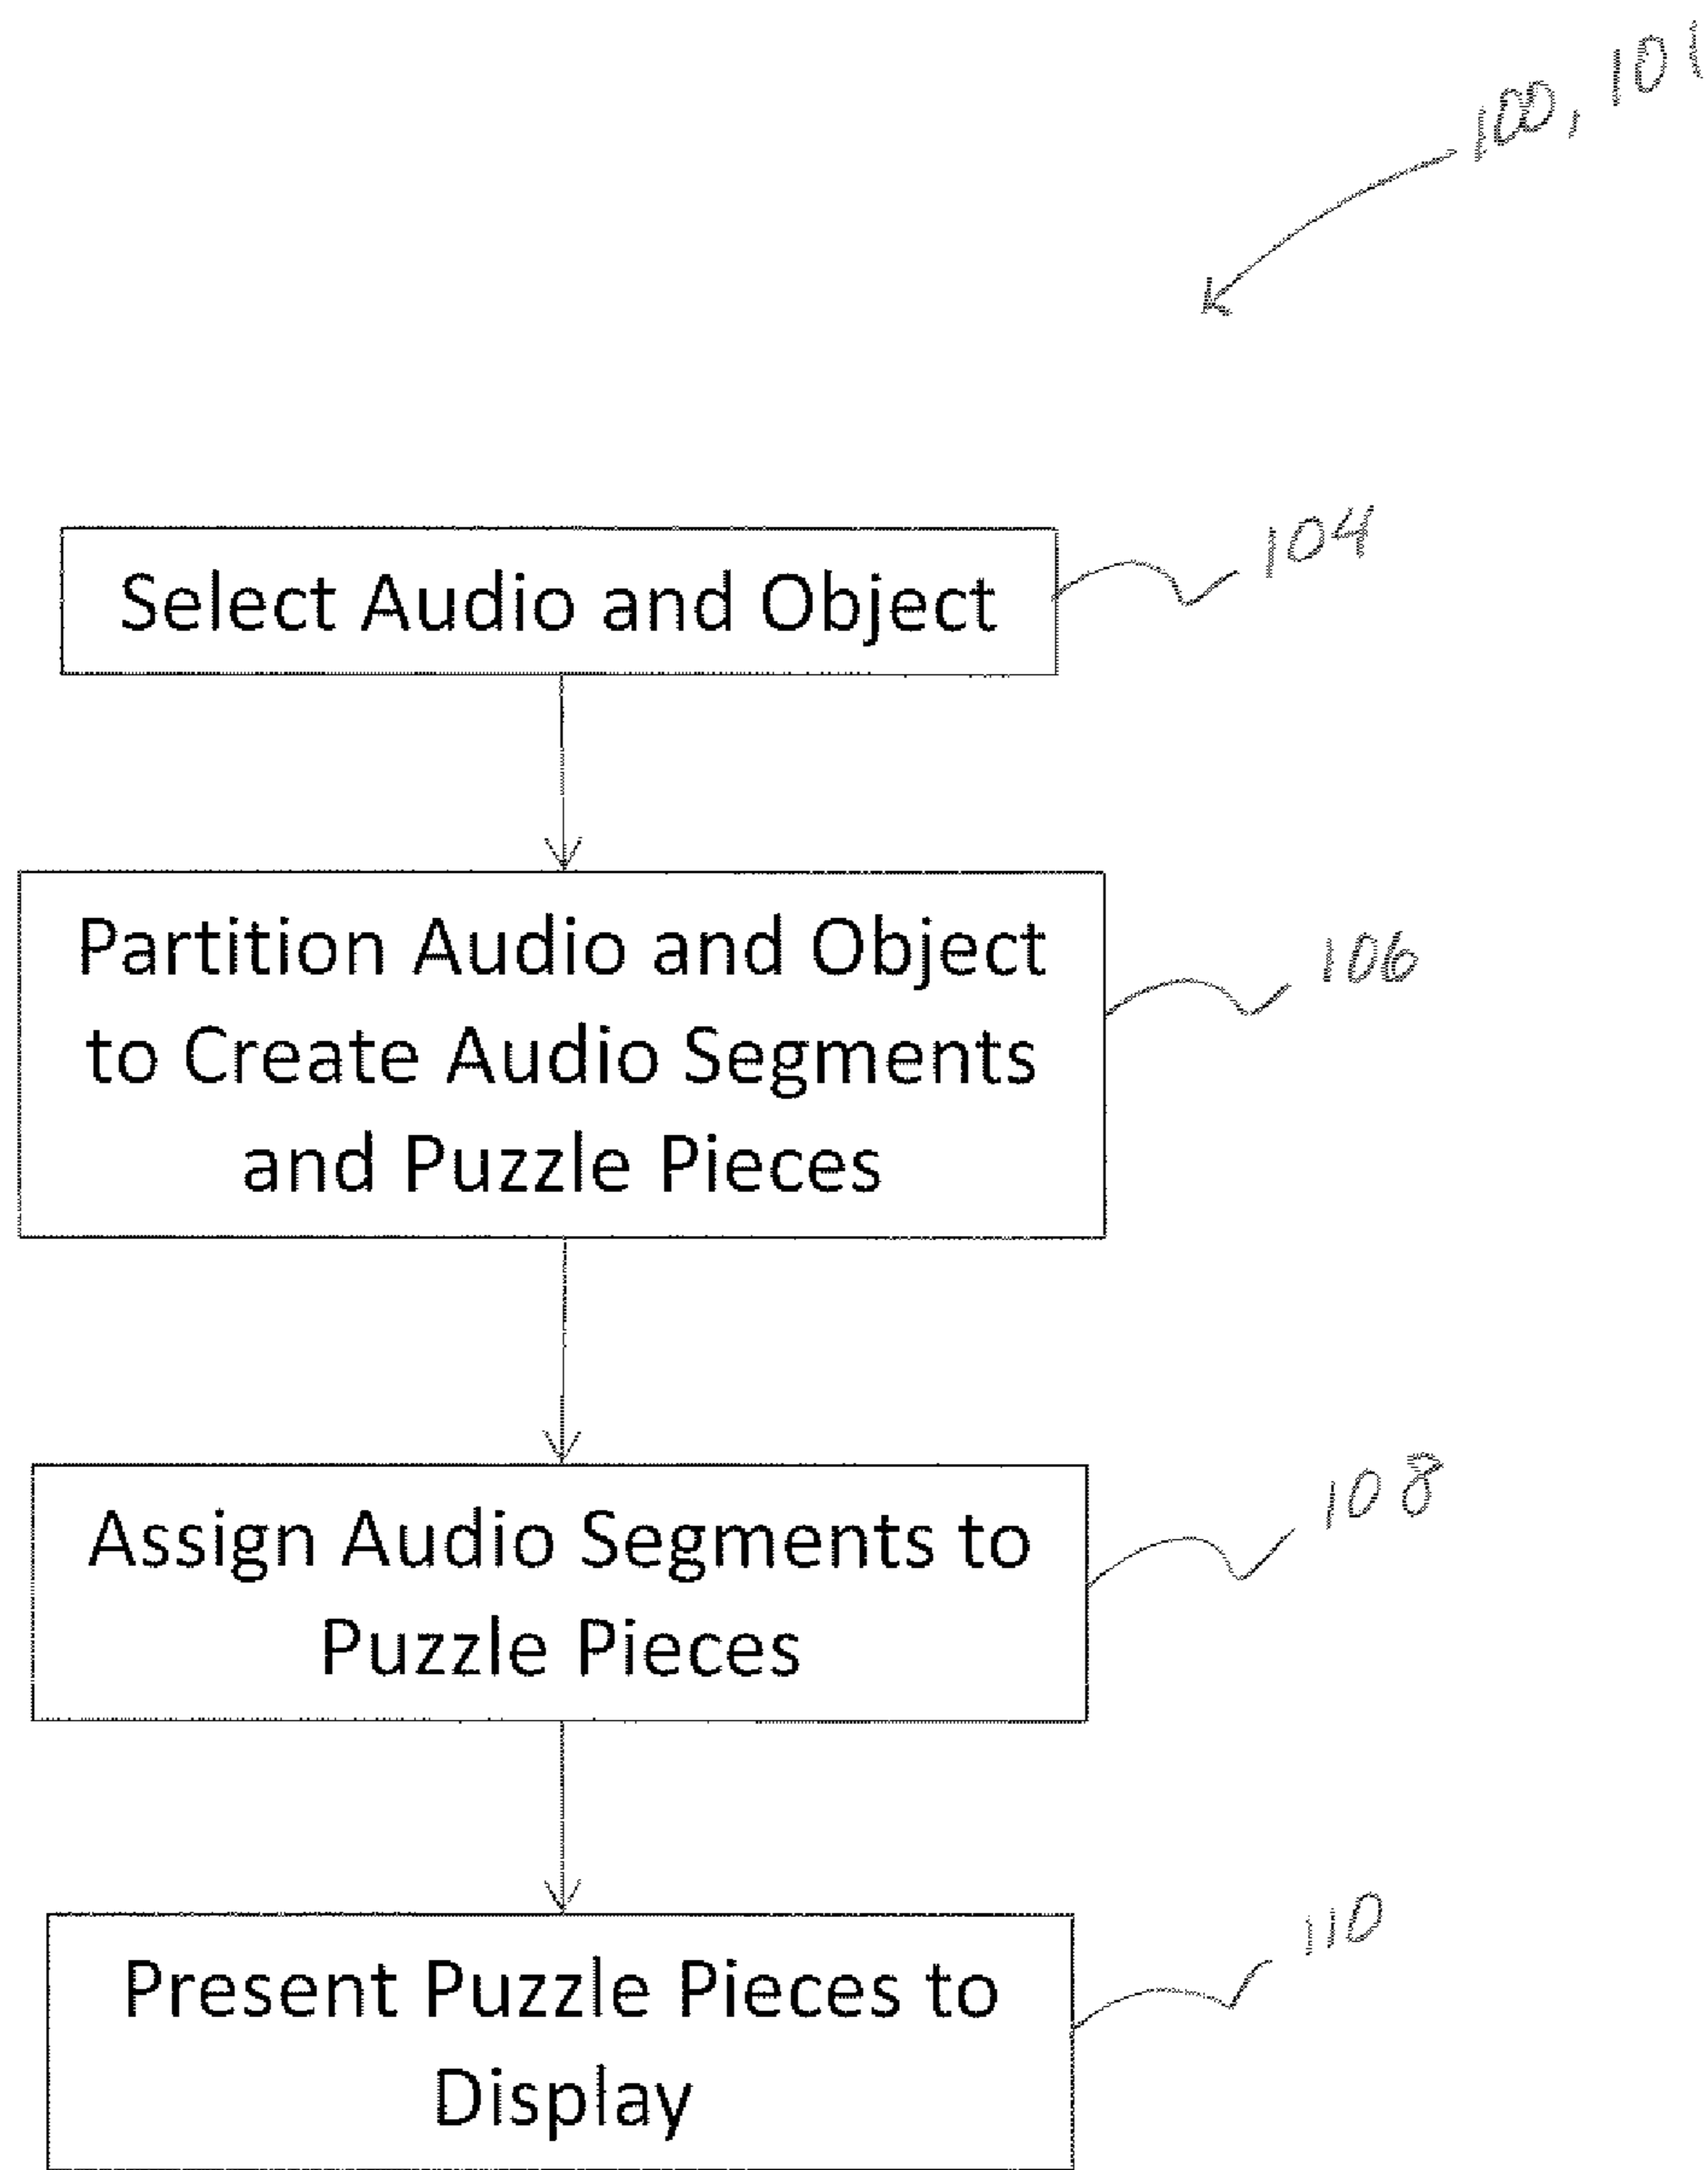 100, 101
Select Audio and Object
104
Partition Audio and Object
to Create Audio Segments
and Puzzle Pieces
106
Assign Audio Segments to
Puzzle Pieces
108
Present Puzzle Pieces to
Display
110